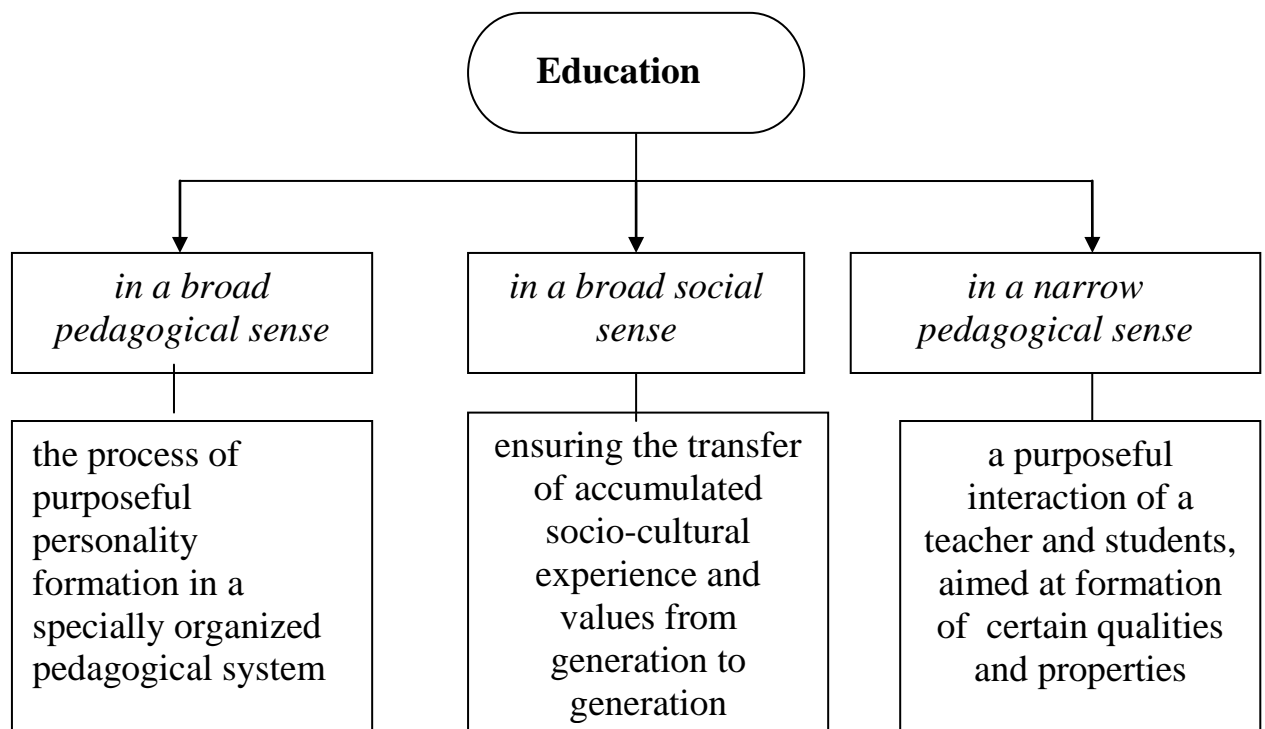 Education
in a broad
pedagogical sense
in a broad social
sense
in a narrow
pedagogical sense
the process of
purposeful
personality
formation in a
specially organized
pedagogical system
ensuring the transfer
of accumulated
socio-cultural
experience and
values from
generation to
generation
a purposeful
interaction of a
teacher and students,
aimed at formation
of certain qualities
and properties